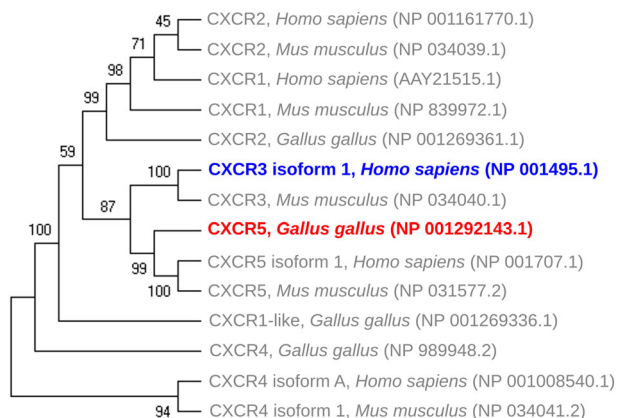 45
CXCR2, Homo sapiens (NP 001161770.1)
71
CXCR2, Mus musculus (NP 034039.1)
98
CXCR1, Homo sapiens (AAY21515.1)
99
CXCR1, Mus musculus (NP 839972.1)
59
CXCR2, Gallus gallus (NP 001269361.1)
100
CXCR3 isoform 1, Homo sapiens (NP 001495.1)
87
CXCR3, Mus musculus (NP 034040.1)
100
CXCR5, Gallus gallus (NP 001292143.1)
99
CXCR5 isoform 1, Homo sapiens (NP 001707.1)
100
CXCR5, Mus musculus (NP 031577.2)
CXCR1-like, Gallus gallus (NP 001269336.1)
CXCR4, Gallus gallus (NP 989948.2)
CXCR4 isoform A, Homo sapiens (NP 001008540.1)
94
CXCR4 isoform 1, Mus musculus (NP 034041.2)